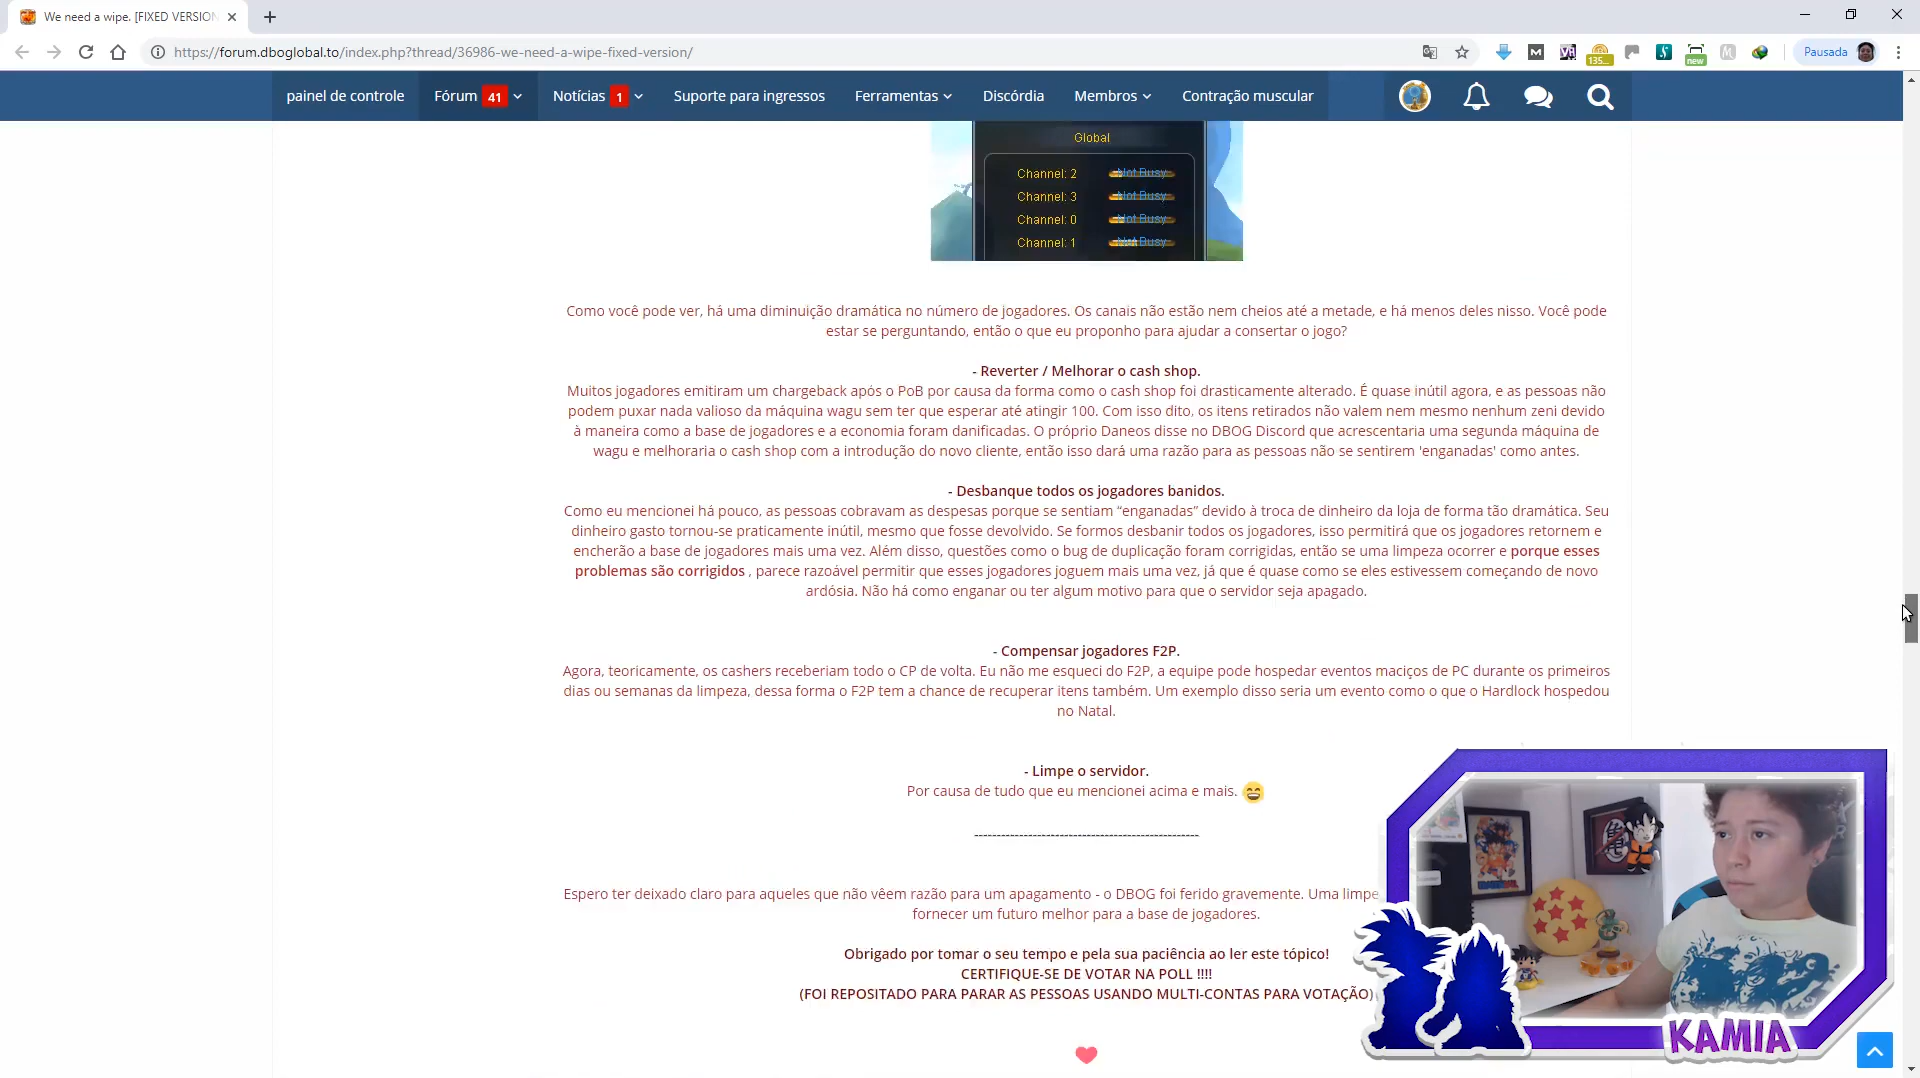 We need a wipe. [FIXED VERSION
https://forum.dboglobal.to/index.php?thread/36986-we-need-a-wipe-fixed-version/
135...
new
Pausada
painel de controle
Fórum 41
Notícias 1
Suporte para ingressos
Ferramentas
Discórdia
Membros
Contração muscular
Global
Channel: 2 Not Busy
Channel: 3 Not Busy
Channel: 0 Not Busy
Channel: 1 Not Busy
Como você pode ver, há uma diminuição dramática no número de jogadores. Os canais não estão nem cheios até a metade, e há menos deles nisso. Você pode
estar se perguntando, então o que eu proponho para ajudar a consertar o jogo?
- Reverter / Melhorar o cash shop.
Muitos jogadores emitiram um chargeback após o PoB por causa da forma como o cash shop foi drasticamente alterado. É quase inútil agora, e as pessoas não
podem puxar nada valioso da máquina wagu sem ter que esperar até atingir 100. Com isso dito, os itens retirados não valem nem mesmo nenhum zeni devido
à maneira como a base de jogadores e a economia foram danificadas. O próprio Daneos disse no DBOG Discord que acrescentaria uma segunda máquina de
wagu e melhoraria o cash shop com a introdução do novo cliente, então isso dará uma razão para as pessoas não se sentirem 'enganadas' como antes.
- Desbanque todos os jogadores banidos.
Como eu mencionei há pouco, as pessoas cobravam as despesas porque se sentiam “enganadas” devido à troca de dinheiro da loja de forma tão dramática. Seu
dinheiro gasto tornou-se praticamente inútil, mesmo que fosse devolvido. Se formos desbanir todos os jogadores, isso permitirá que os jogadores retornem e
encherão a base de jogadores mais uma vez. Além disso, questões como o bug de duplicação foram corrigidas, então se uma limpeza ocorrer e porque esses
problemas são corrigidos , parece razoável permitir que esses jogadores joguem mais uma vez, já que é quase como se eles estivessem começando de novo
ardósia. Não há como enganar ou ter algum motivo para que o servidor seja apagado.
- Compensar jogadores F2P.
Agora, teoricamente, os cashers receberiam todo o CP de volta. Eu não me esqueci do F2P, a equipe pode hospedar eventos maciços de PC durante os primeiros
dias ou semanas da limpeza, dessa forma o F2P tem a chance de recuperar itens também. Um exemplo disso seria um evento como o que o Hardlock hospedou
no Natal.
- Limpe o servidor.
Por causa de tudo que eu mencionei acima e mais.
-------------------------------------------------
Espero ter deixado claro para aqueles que não vêem razão para um apagamento - o DBOG foi ferido gravemente. Uma limpe
fornecer um futuro melhor para a base de jogadores.
Obrigado por tomar o seu tempo e pela sua paciência ao ler este tópico!
CERTIFIQUE-SE DE VOTAR NA POLL !!!!
(FOI REPOSITADO PARA PARAR AS PESSOAS USANDO MULTI-CONTAS PARA VOTAÇÃO)
KAMIA